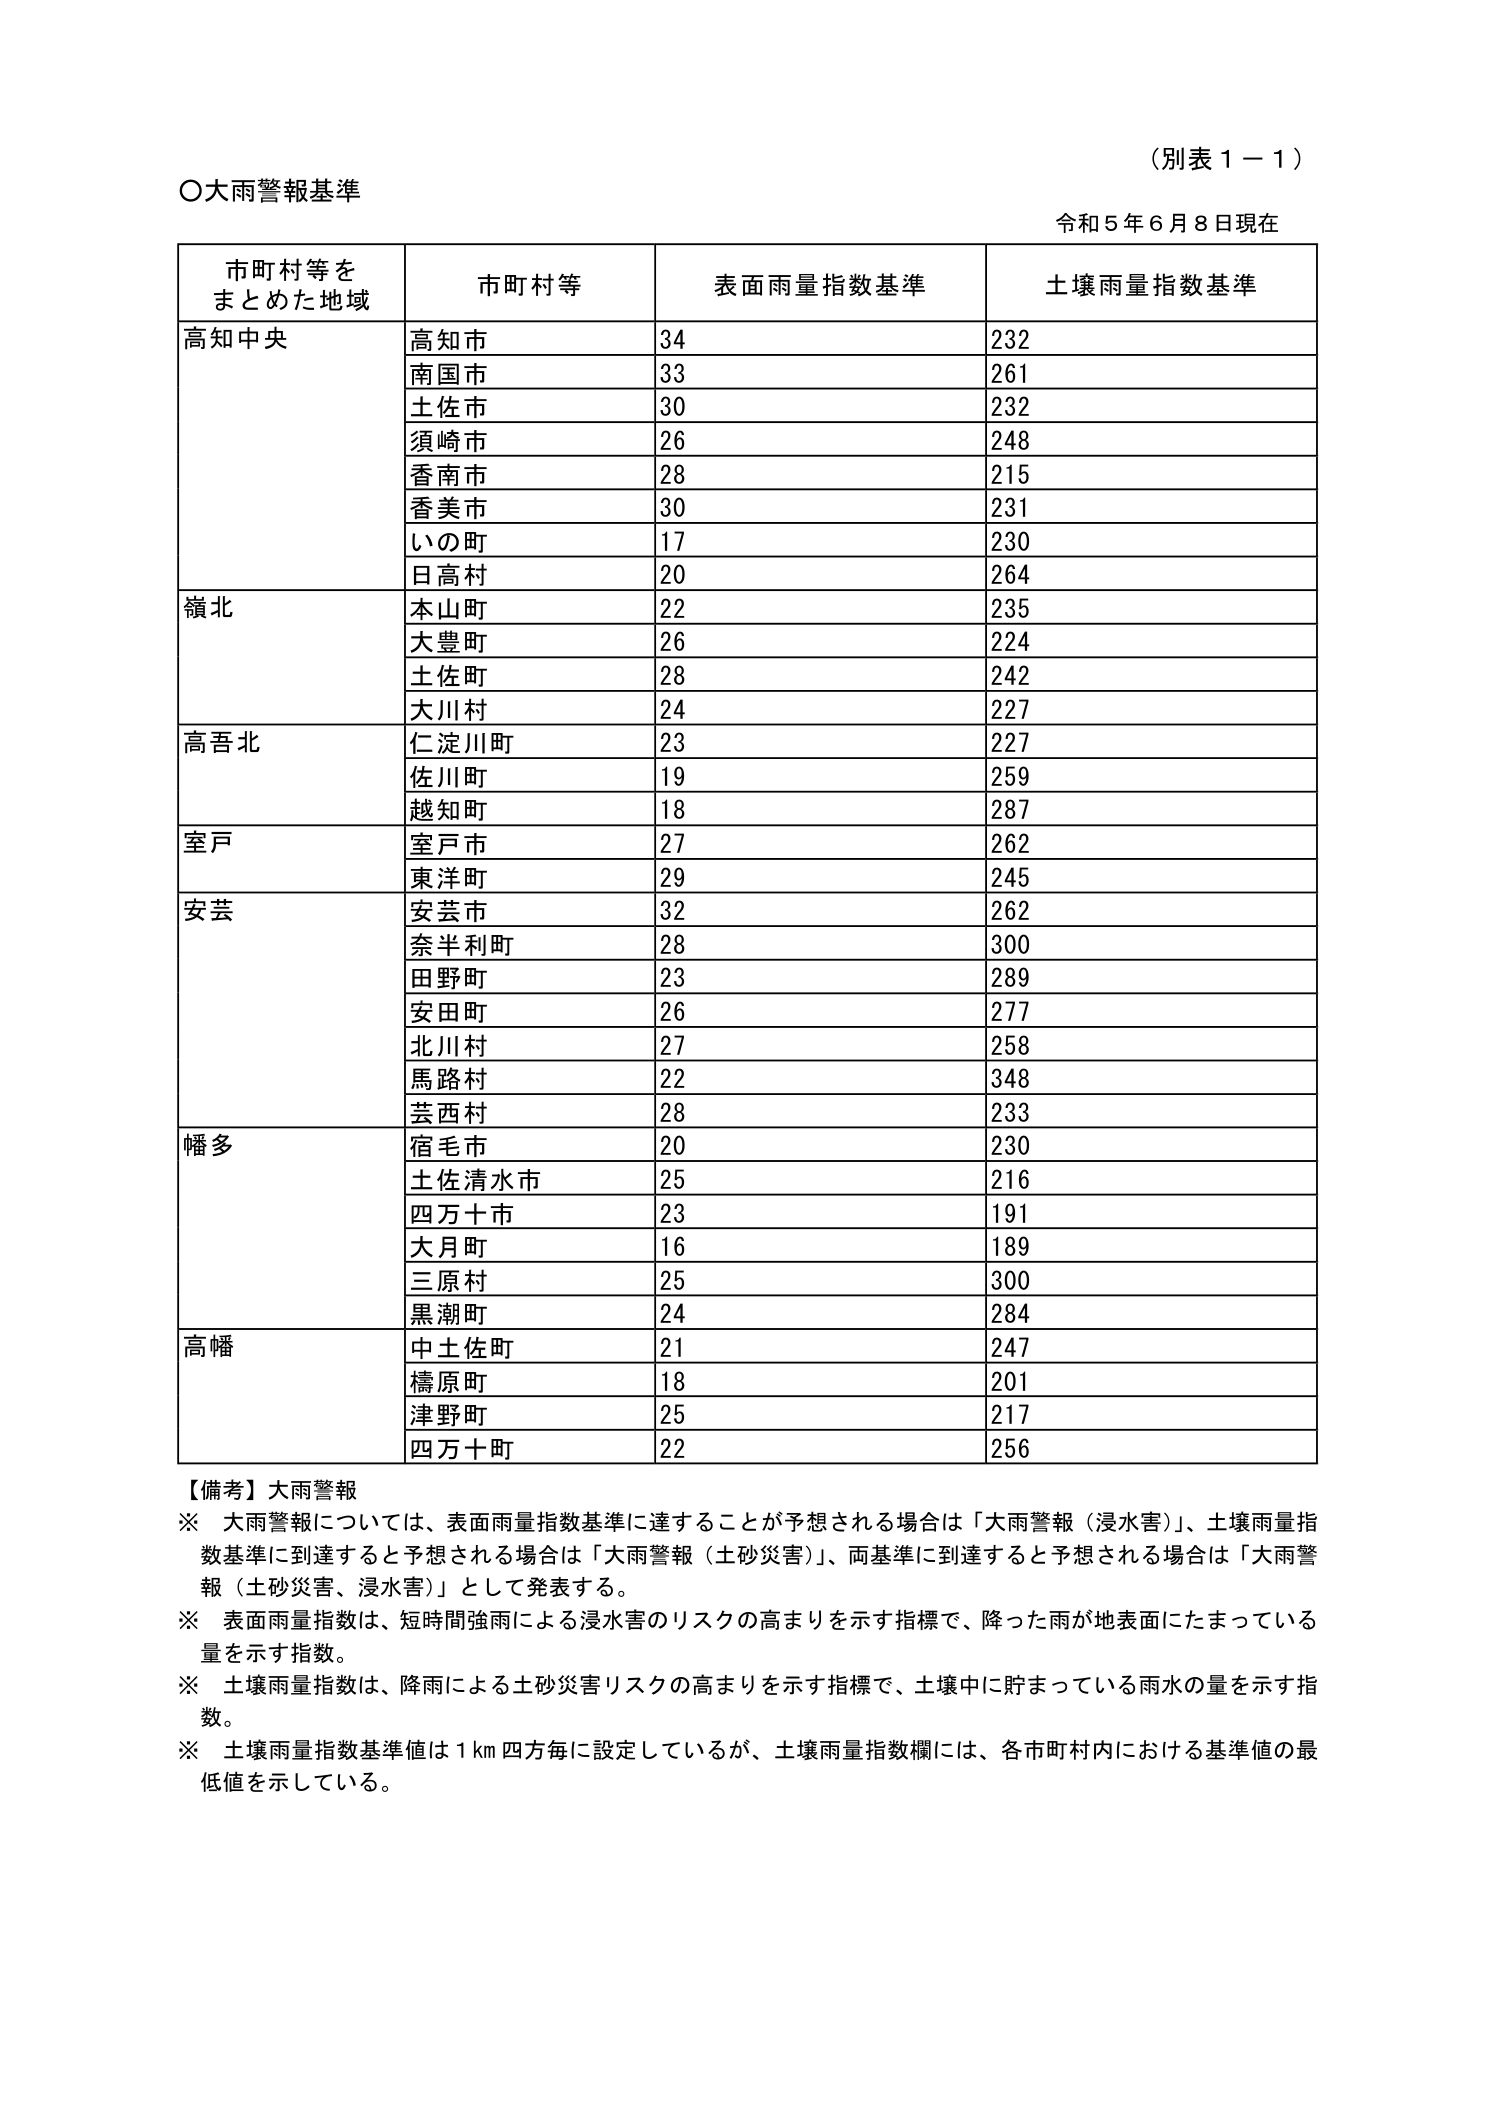 （別表１－１）
〇大雨警報基準
令和５年６月８日現在
市町村等を
まとめた地域 市町村等 表面雨量指数基準 土壌雨量指数基準
高知中央 高知市 34 232
南国市 33 261
土佐市 30 232
須崎市 26 248
香南市 28 215
香美市 30 231
いの町 17 230
日高村 20 264
嶺北 本山町 22 235
大豊町 26 224
土佐町 28 242
大川村 24 227
高吾北 仁淀川町 23 227
佐川町 19 259
越知町 18 287
室戸 室戸市 27 262
東洋町 29 245
安芸 安芸市 32 262
奈半利町 28 300
田野町 23 289
安田町 26 277
北川村 27 258
馬路村 22 348
芸西村 28 233
幡多 宿毛市 20 230
土佐清水市 25 216
四万十市 23 191
大月町 16 189
三原村 25 300
黒潮町 24 284
高幡 中土佐町 21 247
檮原町 18 201
津野町 25 217
四万十町 22 256
【備考】大雨警報
※　大雨警報については、表面雨量指数基準に達することが予想される場合は「大雨警報（浸水害）」、土壌雨量指
数基準に到達すると予想される場合は「大雨警報（土砂災害）」、両基準に到達すると予想される場合は「大雨警
報（土砂災害、浸水害）」として発表する。
※　表面雨量指数は、短時間強雨による浸水害のリスクの高まりを示す指標で、降った雨が地表面にたまっている
量を示す指数。
※　土壌雨量指数は、降雨による土砂災害リスクの高まりを示す指標で、土壌中に貯まっている雨水の量を示す指
数。
※　土壌雨量指数基準値は１km 四方毎に設定しているが、土壌雨量指数欄には、各市町村内における基準値の最
低値を示している。